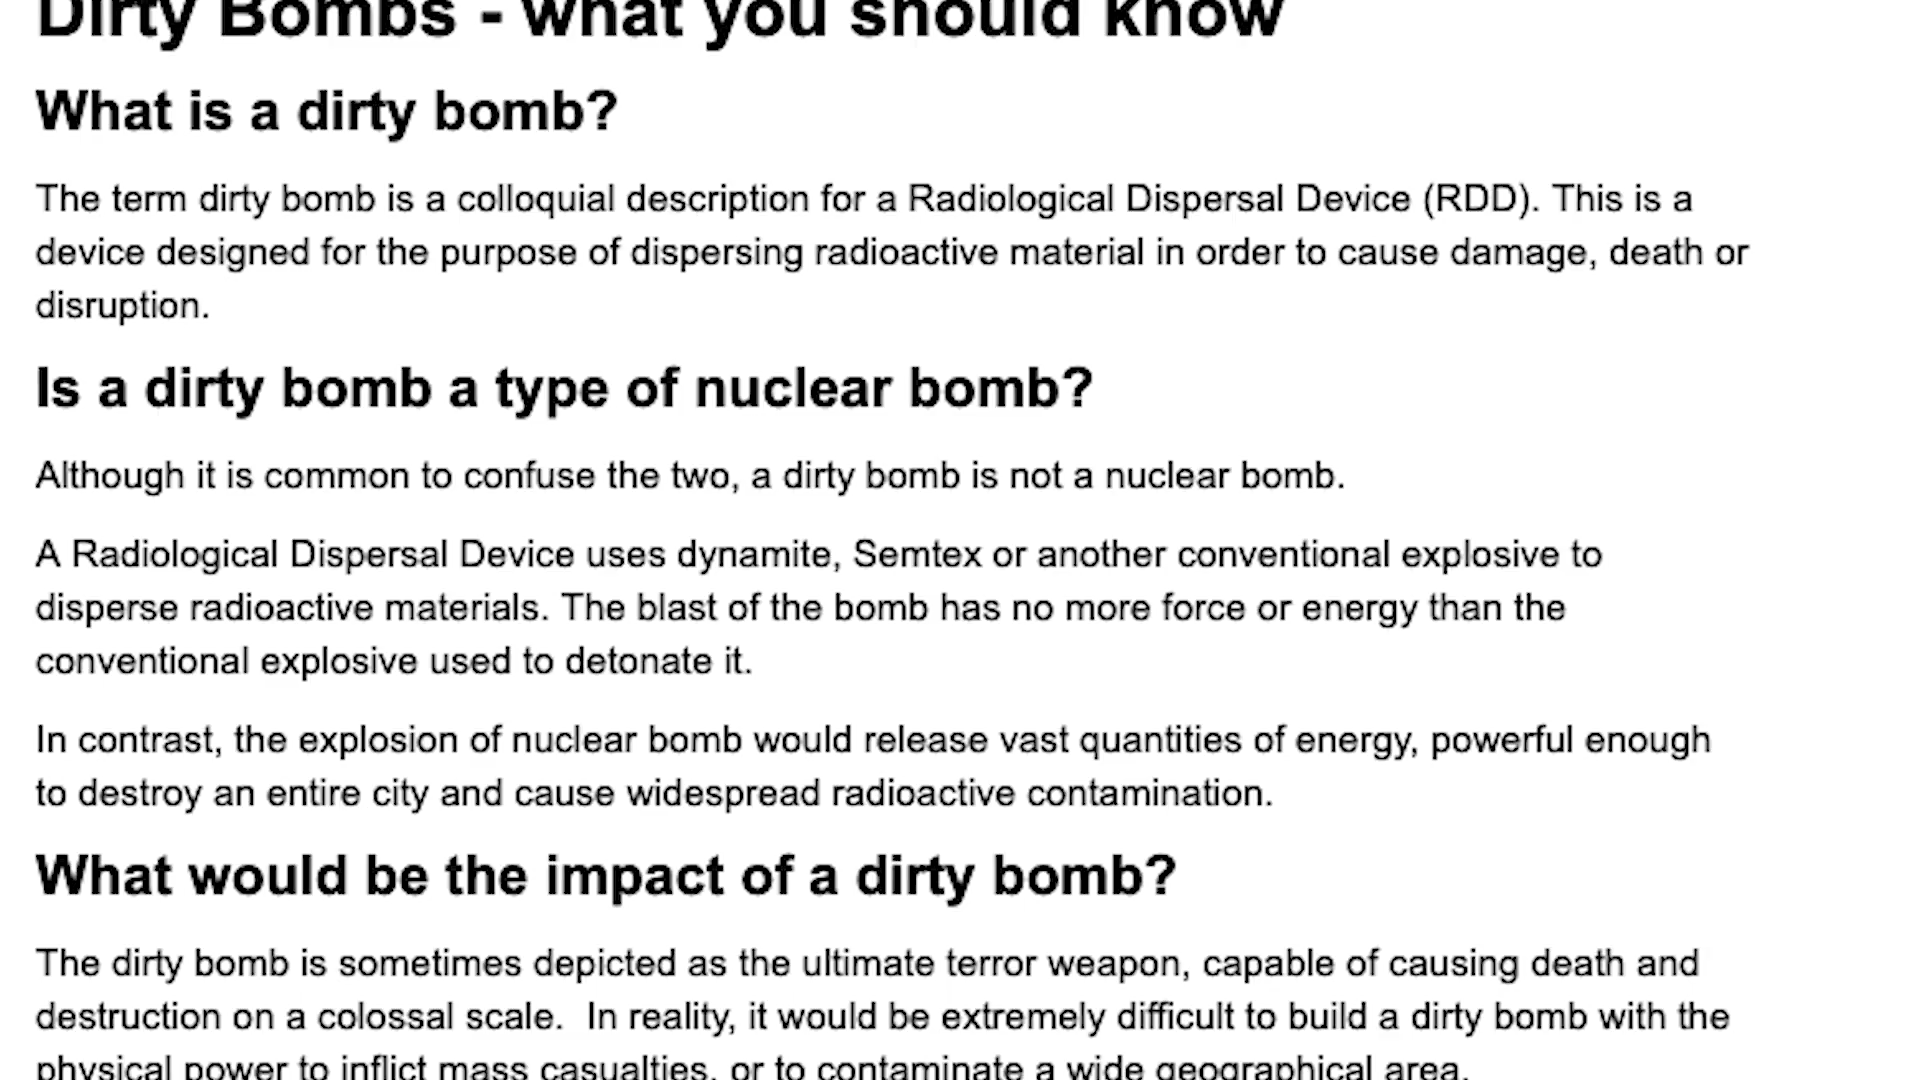 Dirty Bombs - what you should know
What is a dirty bomb?
The term dirty bomb is a colloquial description for a Radiological Dispersal Device (RDD). This is a
device designed for the purpose of dispersing radioactive material in order to cause damage, death or
disruption.
Is a dirty bomb a type of nuclear bomb?
Although it is common to confuse the two, a dirty bomb is not a nuclear bomb.
A Radiological Dispersal Device uses dynamite, Semtex or another conventional explosive to
disperse radioactive materials. The blast of the bomb has no more force or energy than the
conventional explosive used to detonate it.
In contrast, the explosion of nuclear bomb would release vast quantities of energy, powerful enough
to destroy an entire city and cause widespread radioactive contamination.
What would be the impact of a dirty bomb?
The dirty bomb is sometimes depicted as the ultimate terror weapon, capable of causing death and
destruction on a colossal scale.  In reality, it would be extremely difficult to build a dirty bomb with the
physical power to inflict mass casualties, or to contaminate a wide geographical area.